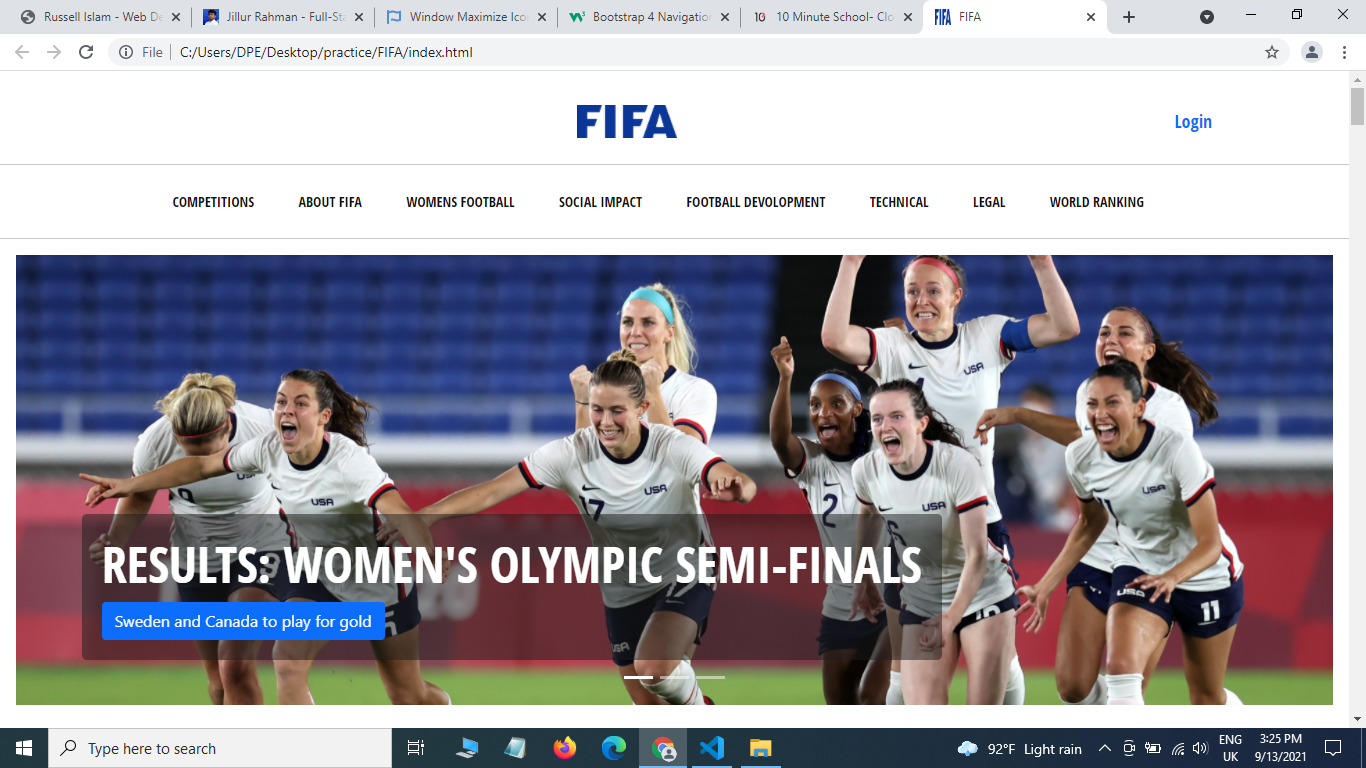 Russell Islam - Web De
Jillur Rahman - Full-Sta
Window Maximize Ico
Bootstrap 4 Navigation
10 Minute School- Clo
FIFA
FIFA
File
C:/Users/DPE/Desktop/practice/FIFA/index.html
FIFA
Login
COMPETITIONS
ABOUT FIFA
WOMENS FOOTBALL
SOCIAL IMPACT
FOOTBALL DEVOLOPMENT
TECHNICAL
LEGAL
WORLD RANKING
USA
USA
USA
USA
USA
USA
17
2
11
11
17
USA
RESULTS: WOMEN'S OLYMPIC SEMI-FINALS
Sweden and Canada to play for gold
Type here to search
92°F Light rain
ENG
UK
3:25 PM
9/13/2021